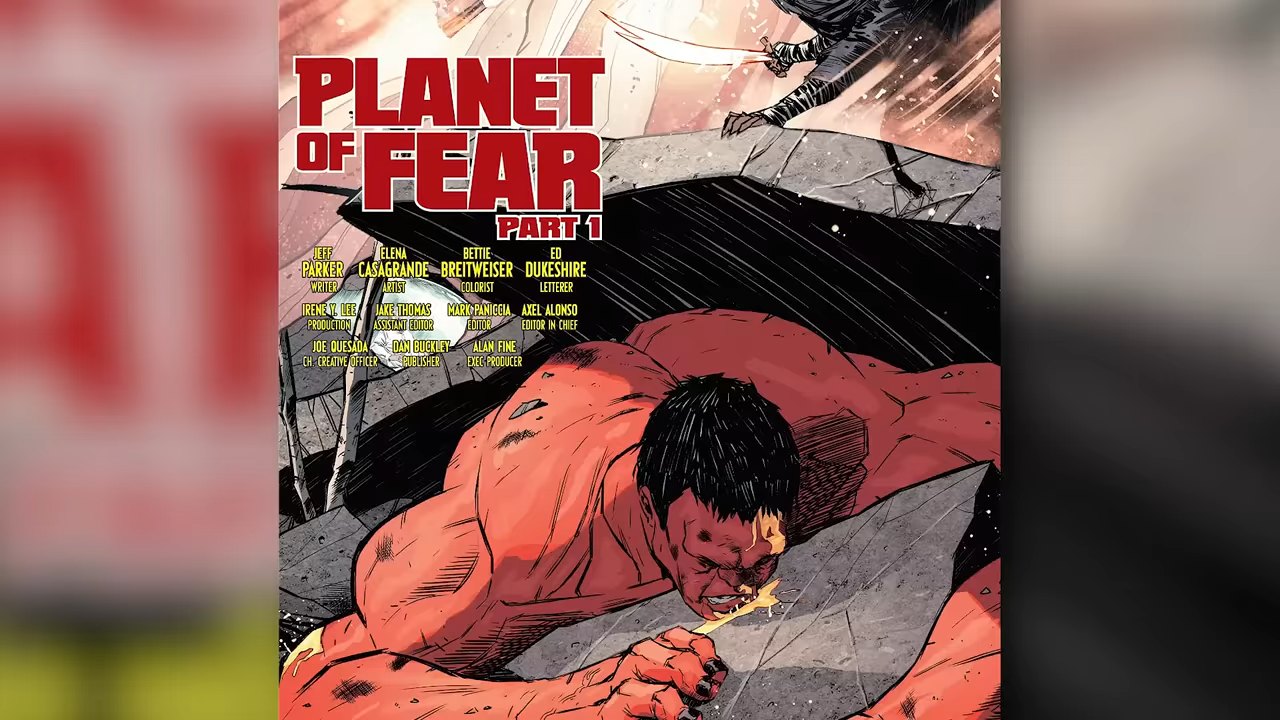 PLANET
OF FEAR
PART 1
JEFF PARKER WRITER
ELENA CASAGRANDE ARTIST
BETTIE BREITWEISER COLORIST
ED DUKESHIRE LETTERER
IRENE Y. LEE PRODUCTION
JAKE THOMAS ASSISTANT EDITOR
MARK PANICCIA EDITOR
AXEL ALONSO EDITOR IN CHIEF
JOE QUESADA CH. CREATIVE OFFICER
DAN BUCKLEY PUBLISHER
ALAN FINE EXEC PRODUCER